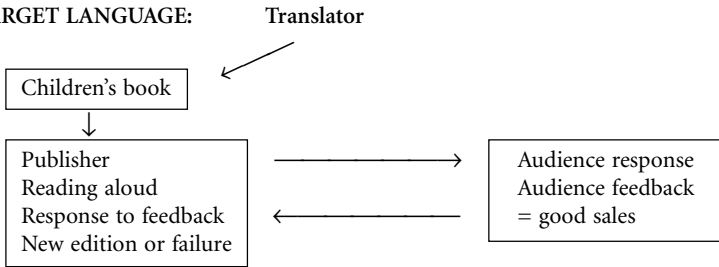 RGET LANGUAGE: Translator
Children's book
Publisher
Reading aloud
Response to feedback
New edition or failure
Audience response
Audience feedback
= good sales